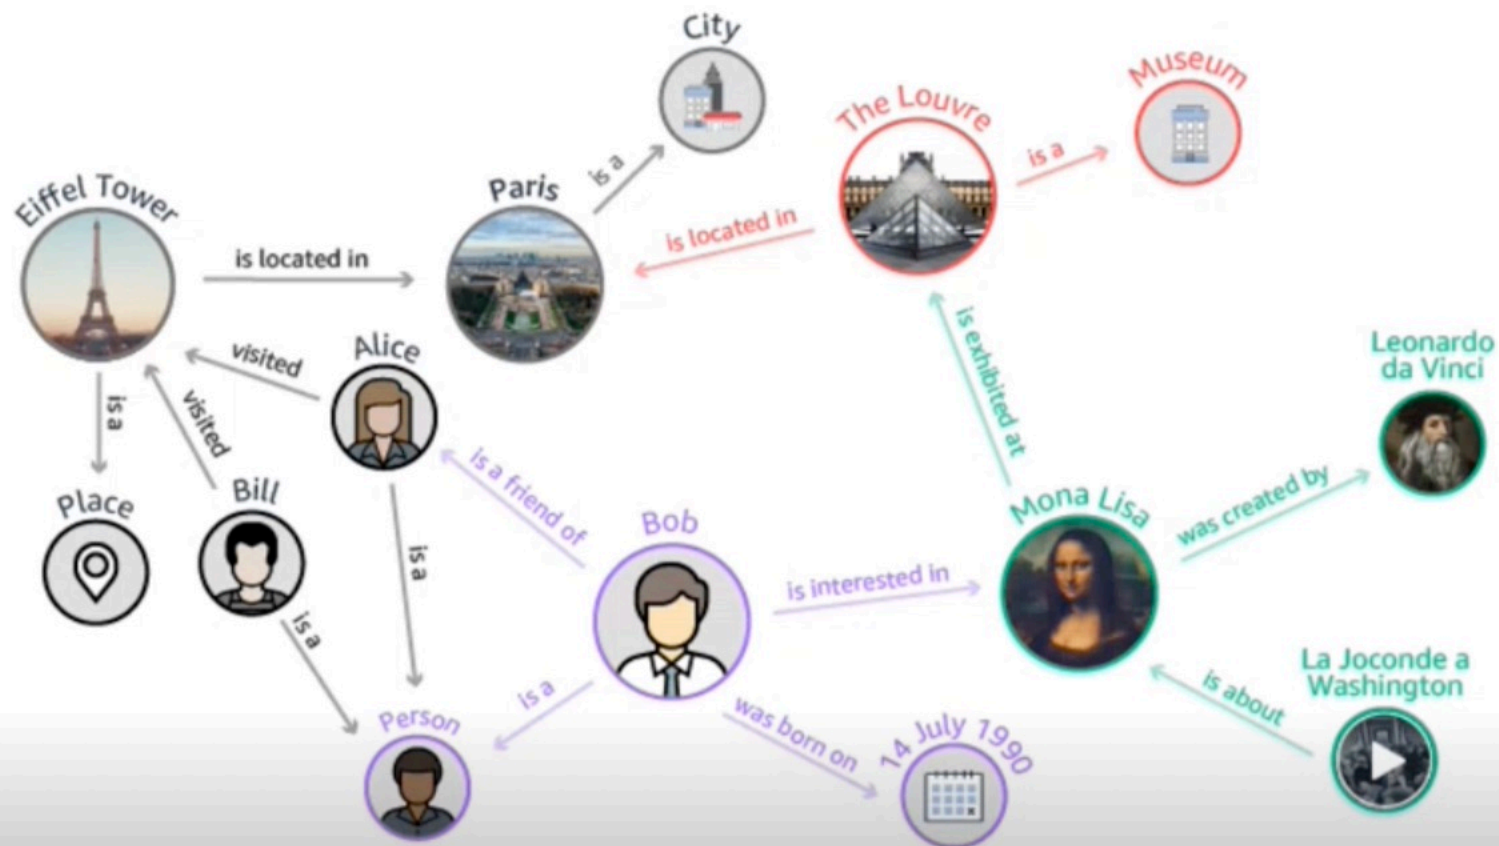 City
Museum
The Louvre
is a
is a
Eiffel Tower
Paris
is located in
is located in
Alice
visited
is exhibited at
Leonardo
da Vinci
is a
visited
is a friend of
Place
Bill
Mona Lisa
was created by
Bob
is a
is interested in
is a
La Joconde a
Washington
is about
is a
was born on
Person
14 July 1990